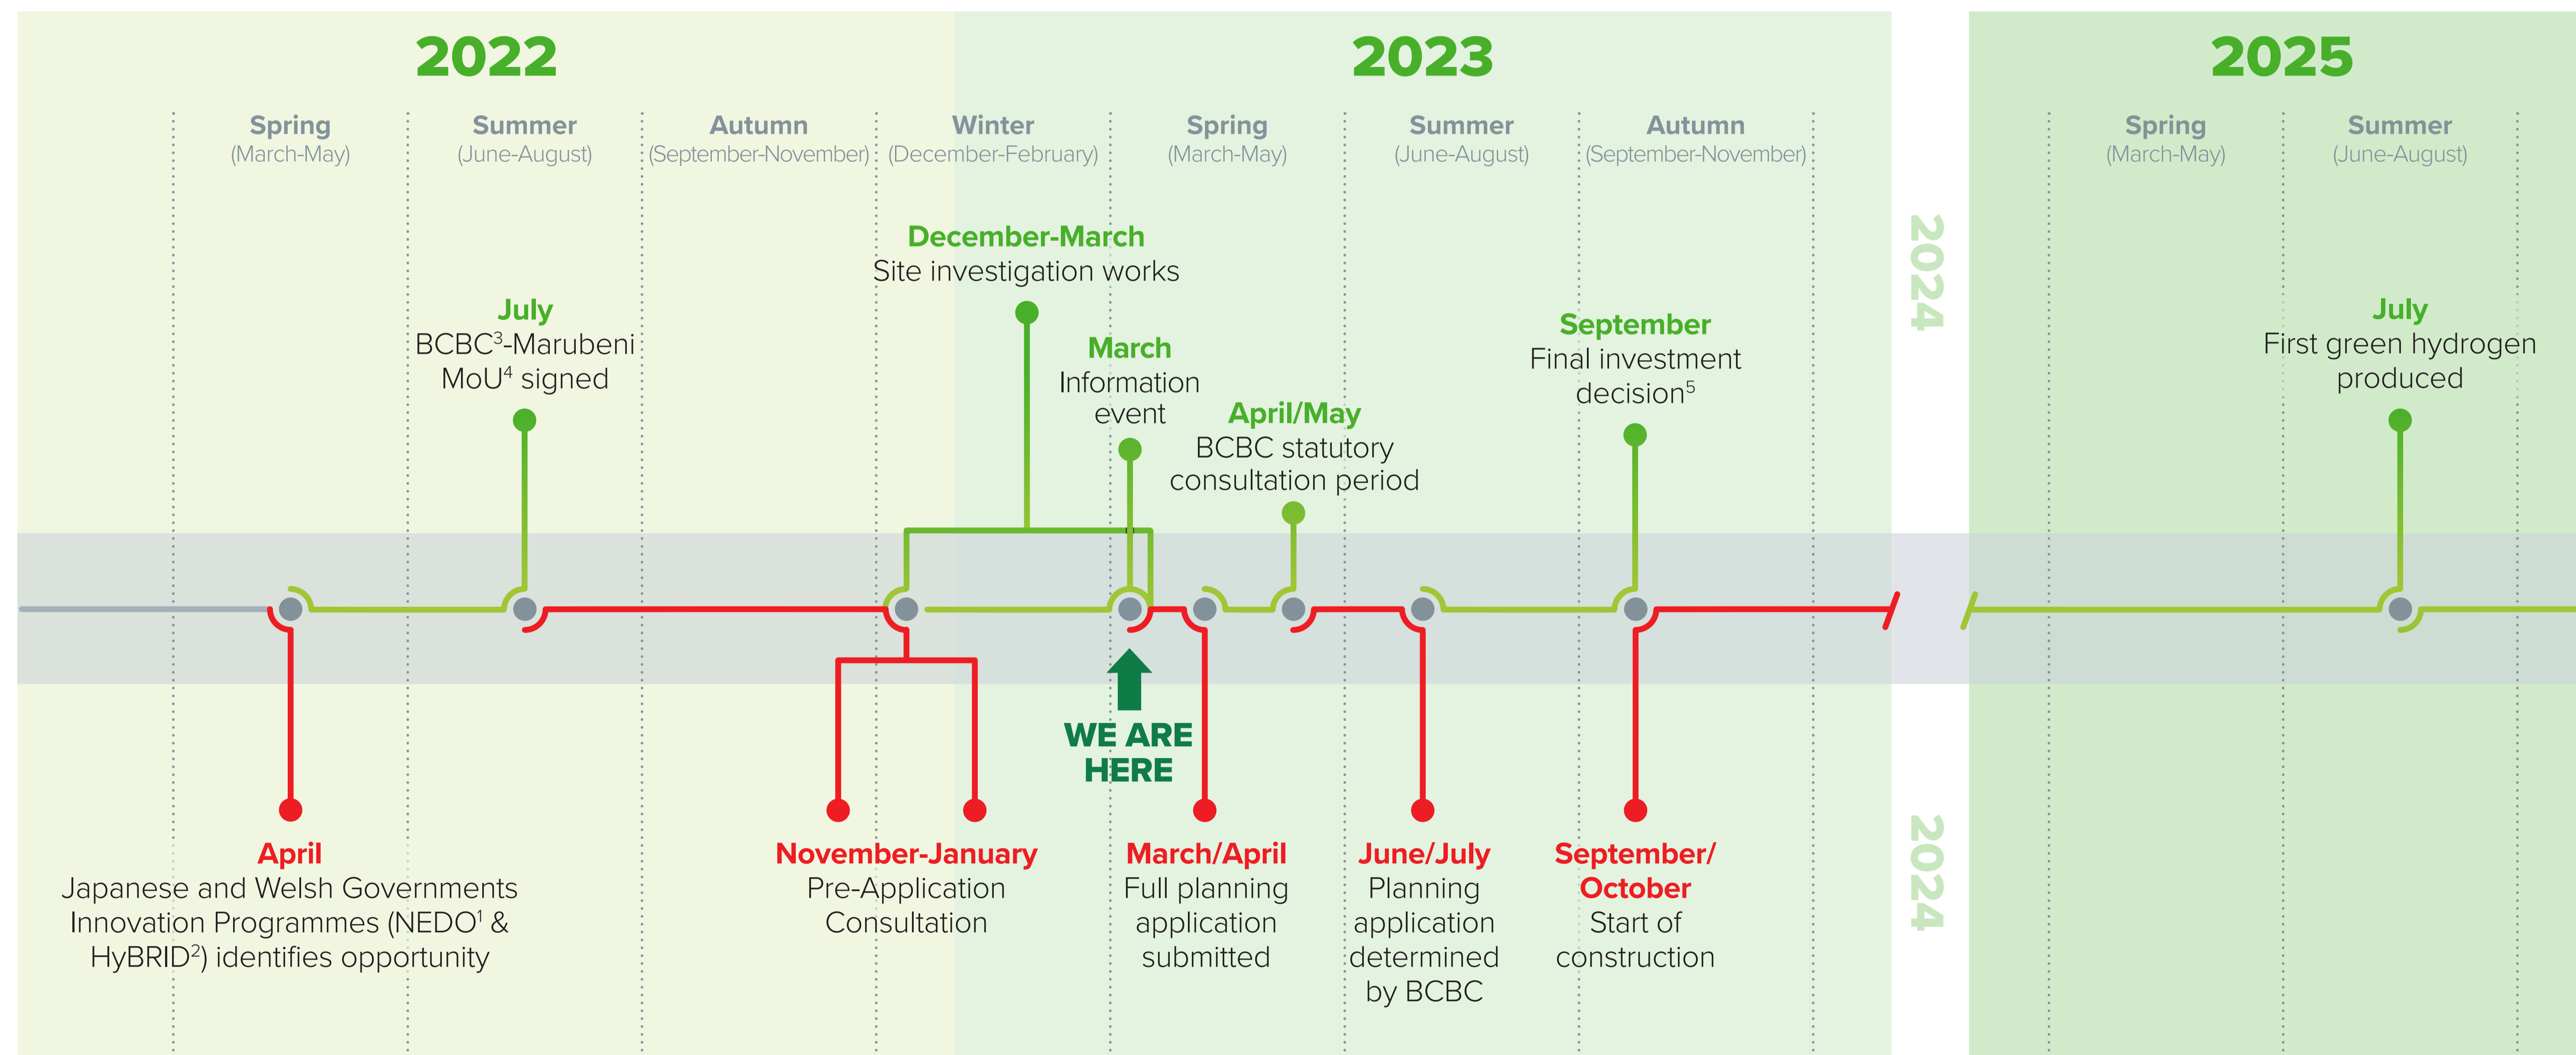 2022
2023
2025
Spring
(March-May)
Summer
(June-August)
Autumn
(September-November)
Winter
(December-February)
Spring
(March-May)
Summer
(June-August)
Autumn
(September-November)
Spring
(March-May)
Summer
(June-August)
2024
December-March
Site investigation works
July
BCBC³-Marubeni
MoU⁴ signed
March
Information
event
April/May
BCBC statutory
consultation period
September
Final investment
decision⁵
July
First green hydrogen
produced
WE ARE
HERE
April
Japanese and Welsh Governments
Innovation Programmes (NEDO¹ &
HyBRID²) identifies opportunity
November-January
Pre-Application
Consultation
March/April
Full planning
application
submitted
June/July
Planning
application
determined
by BCBC
September/
October
Start of
construction
2024